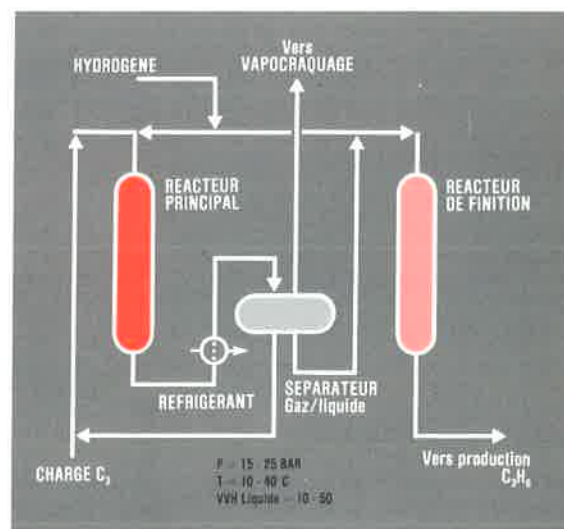 HYDROGENE
Vers
VAPOCRAQUAGE
REACTEUR
PRINCIPAL
REACTEUR
DE FINITION
REFRIGERANT
SEPARATEUR
Gaz/liquide
CHARGE C₃
P = 15 - 25 BAR
T = 10 - 40 C
VVH Liquide = 10 - 50
Vers production
C₃H₆